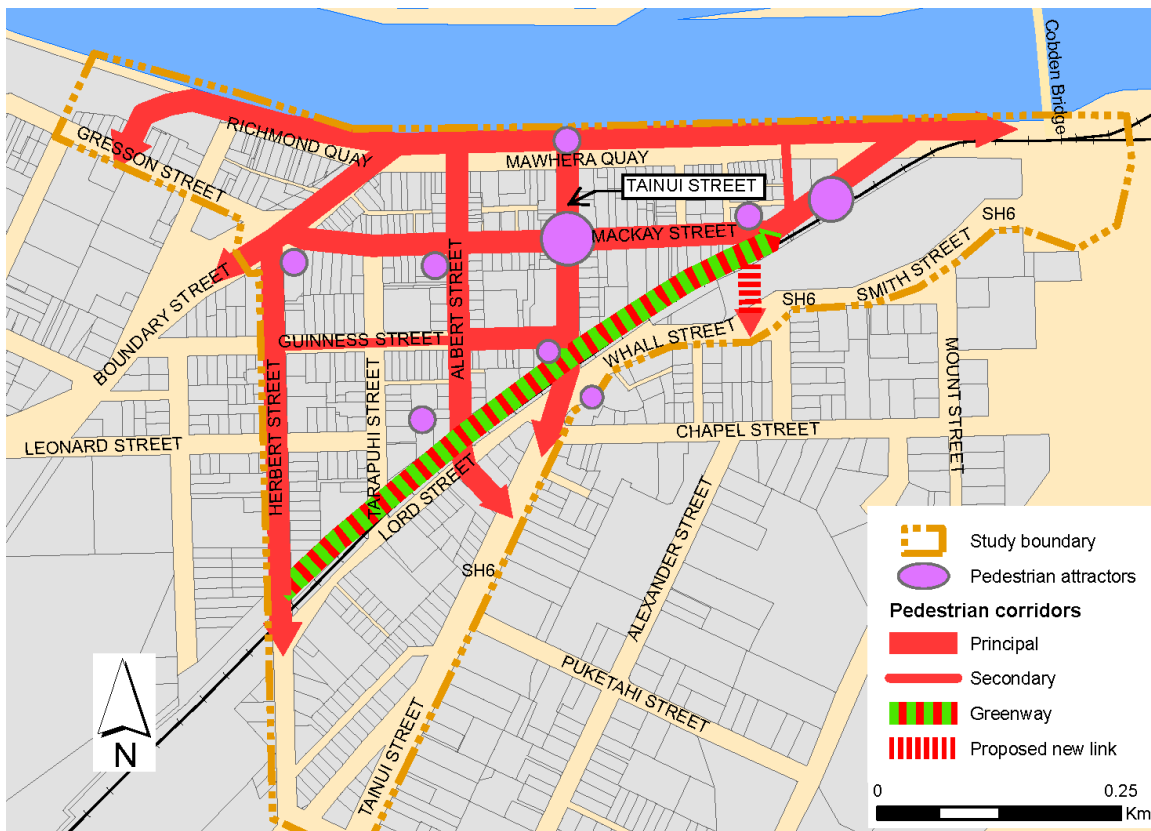 Cobden Bridge
RICHMOND QUAY
GRESSON STREET
MAWHERA QUAY
TAINUI STREET
MACKAY STREET
SH6
SMITH STREET
SH6
BOUNDARY STREET
ALBERT STREET
GUINNESS STREET
WHALL STREET
MOUNT STREET
LEONARD STREET
HERBERT STREET
TARAPUHI STREET
CHAPEL STREET
LORD STREET
SH6
ALEXANDER STREET
PUKETAHI STREET
TAINUI STREET
N
Study boundary
Pedestrian attractors
Pedestrian corridors
Principal
Secondary
Greenway
Proposed new link
0 0.25
Km